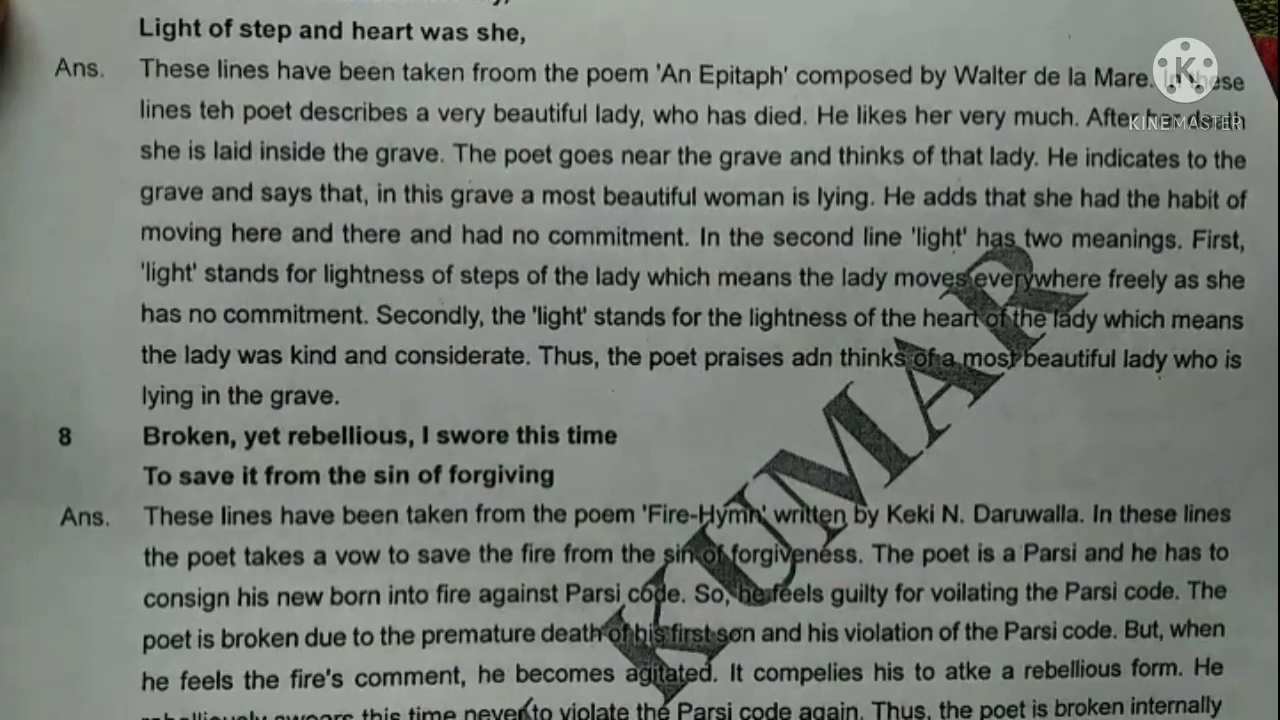 Light of step and heart was she,
Ans. These lines have been taken froom the poem 'An Epitaph' composed by Walter de la Mare. In these
lines teh poet describes a very beautiful lady, who has died. He likes her very much. After her death
she is laid inside the grave. The poet goes near the grave and thinks of that lady. He indicates to the
grave and says that, in this grave a most beautiful woman is lying. He adds that she had the habit of
moving here and there and had no commitment. In the second line 'light' has two meanings. First,
'light' stands for lightness of steps of the lady which means the lady moves everywhere freely as she
has no commitment. Secondly, the 'light' stands for the lightness of the heart of the lady which means
the lady was kind and considerate. Thus, the poet praises adn thinks of a most beautiful lady who is
lying in the grave.
8 Broken, yet rebellious, I swore this time
To save it from the sin of forgiving
Ans. These lines have been taken from the poem 'Fire-Hymn' written by Keki N. Daruwalla. In these lines
the poet takes a vow to save the fire from the sin of forgiveness. The poet is a Parsi and he has to
consign his new born into fire against Parsi code. So, he feels guilty for voilating the Parsi code. The
poet is broken due to the premature death of his first son and his violation of the Parsi code. But, when
he feels the fire's comment, he becomes agitated. It compelies his to atke a rebellious form. He
rebelliously swears this time never to violate the Parsi code again. Thus, the poet is broken internally
KUMAR
KINEMASTER